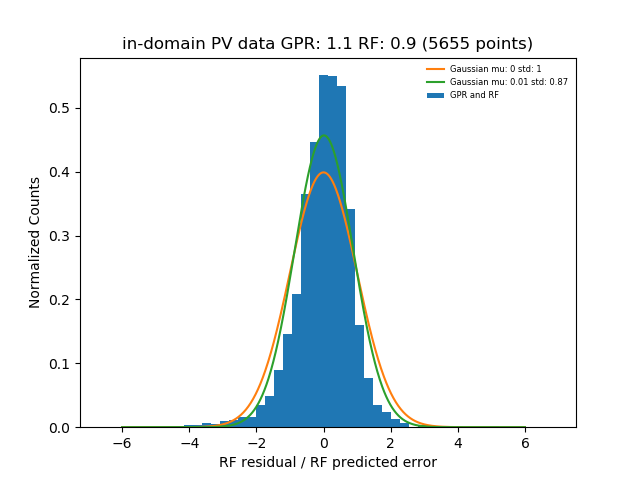 in-domain PV data GPR: 1.1 RF: 0.9 (5655 points)
Gaussian mu: 0 std: 1
Gaussian mu: 0.01 std: 0.87
GPR and RF
Normalized Counts
0.5
0.4
0.3
0.2
0.1
0.0
−6 −4 −2 0 2 4 6
RF residual / RF predicted error